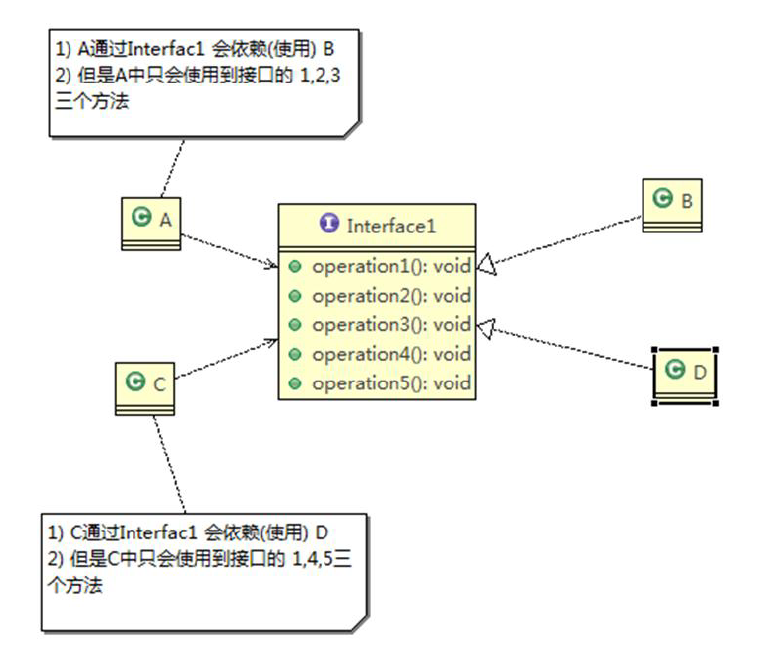 1) A通过Interfac1 会依赖(使用) B
2) 但是A中只会使用到接口的 1,2,3
三个方法
C A
I Interface1
operation1(): void
operation2(): void
operation3(): void
operation4(): void
operation5(): void
C B
C C
C D
1) C通过Interfac1 会依赖(使用) D
2) 但是C中只会使用到接口的 1,4,5三
个方法